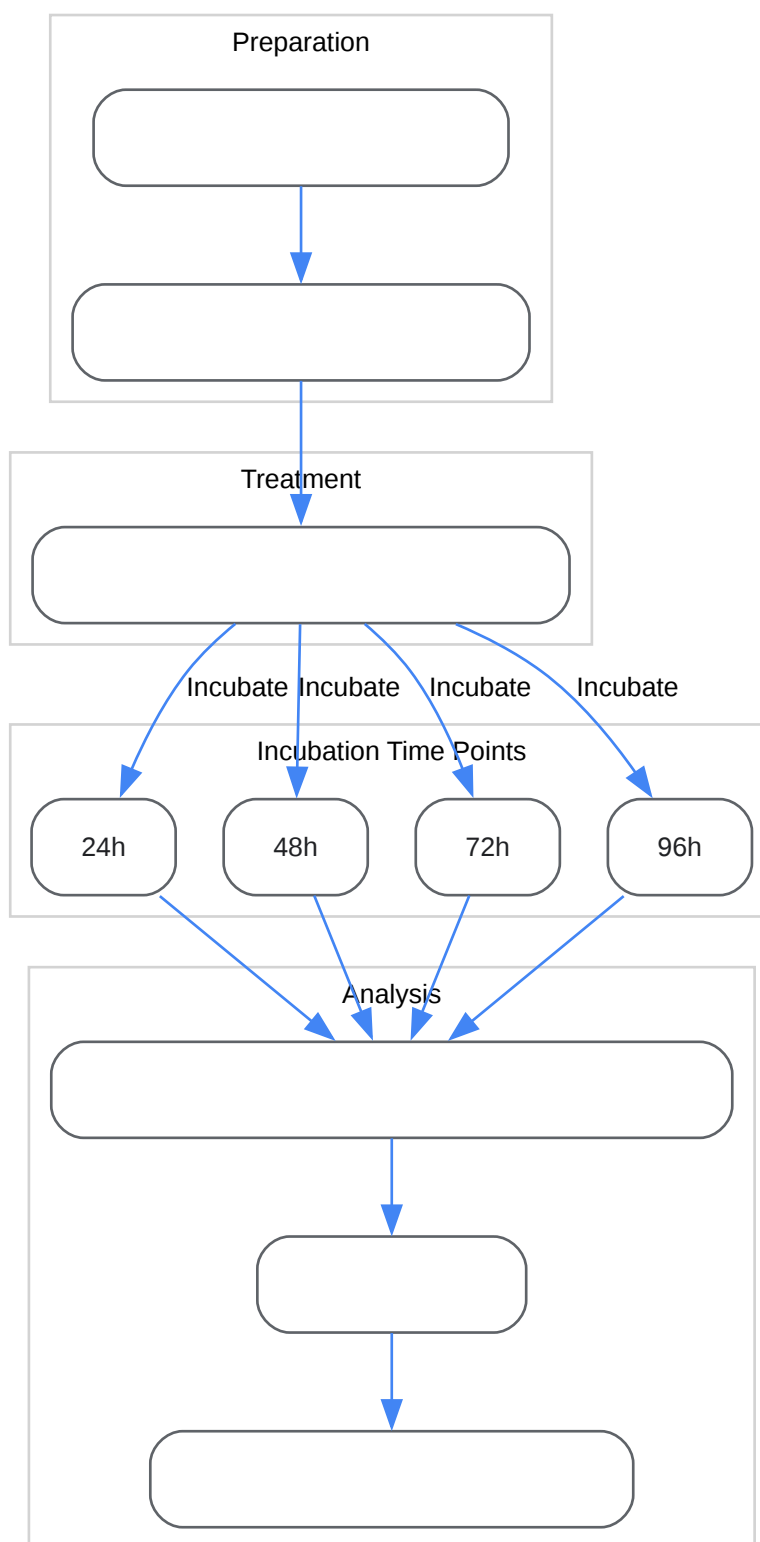 Preparation
Treatment
Incubate Incubate Incubate Incubate
Incubation Time Points
24h 48h 72h 96h
Analysis